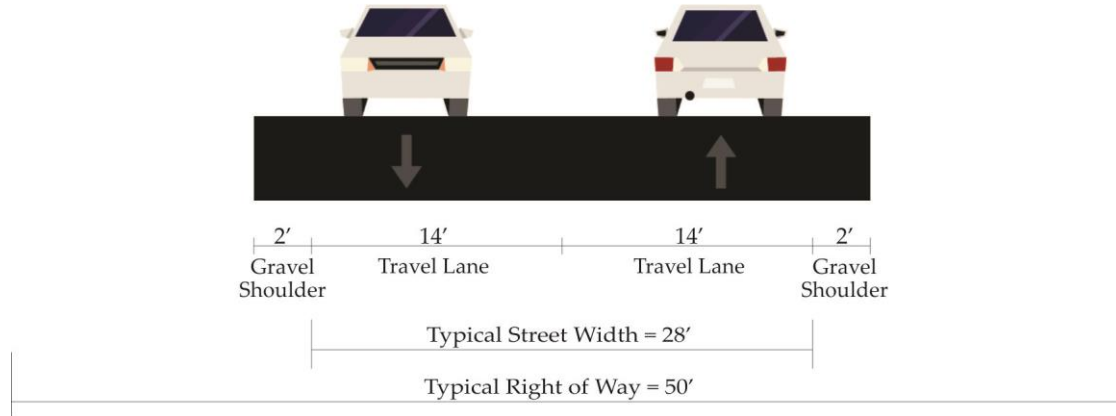 2′ 14′ 14′ 2′
Gravel Shoulder
Travel Lane
Travel Lane
Gravel Shoulder
Typical Street Width = 28′
Typical Right of Way = 50′